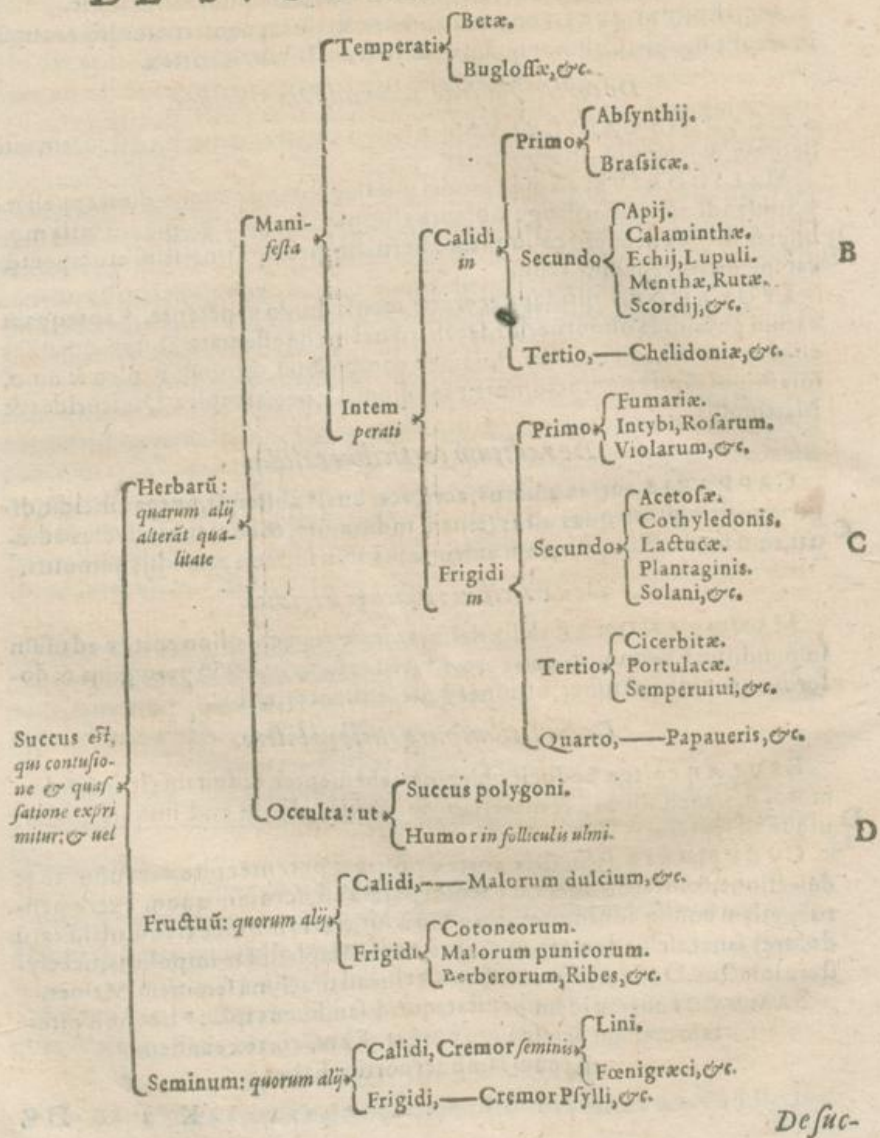 Temperati
Betæ.
Buglossæ, &c.
Mani-
festa
Primo
Absynthij.
Brassicæ.
Calidi
in
Secundo
Apij.
Calaminthæ.
Echij, Lupuli.
Menthæ, Rutæ.
Scordij, &c.
B
Tertio,—Chelidoniæ, &c.
Intem
perati
Primo
Fumariæ.
Intybi, Rosarum.
Violarum, &c.
Herbarũ:
quarum alij
alterãt qua-
litate
Frigidi
in
Secundo
Acetosæ.
Cothyledonis.
Lactucæ.
Plantaginis.
Solani, &c.
C
Tertio
Cicerbitæ.
Portulacæ.
Semperuiui, &c.
Quarto,—Papaueris, &c.
Succus est,
qui contusio-
ne & quas
satione expri
mitur: & uel
Occulta: ut
Succus polygoni.
Humor in folliculis ulmi.
D
Fructuũ: quorum alij
Calidi,—Malorum dulcium, &c.
Frigidi
Cotoneorum.
Malorum punicorum.
Berberorum, Ribes, &c.
Seminum: quorum alij
Calidi, Cremor seminis
Lini.
Fœnigræci, &c.
Frigidi,—Cremor Psylli, &c.
De suc-